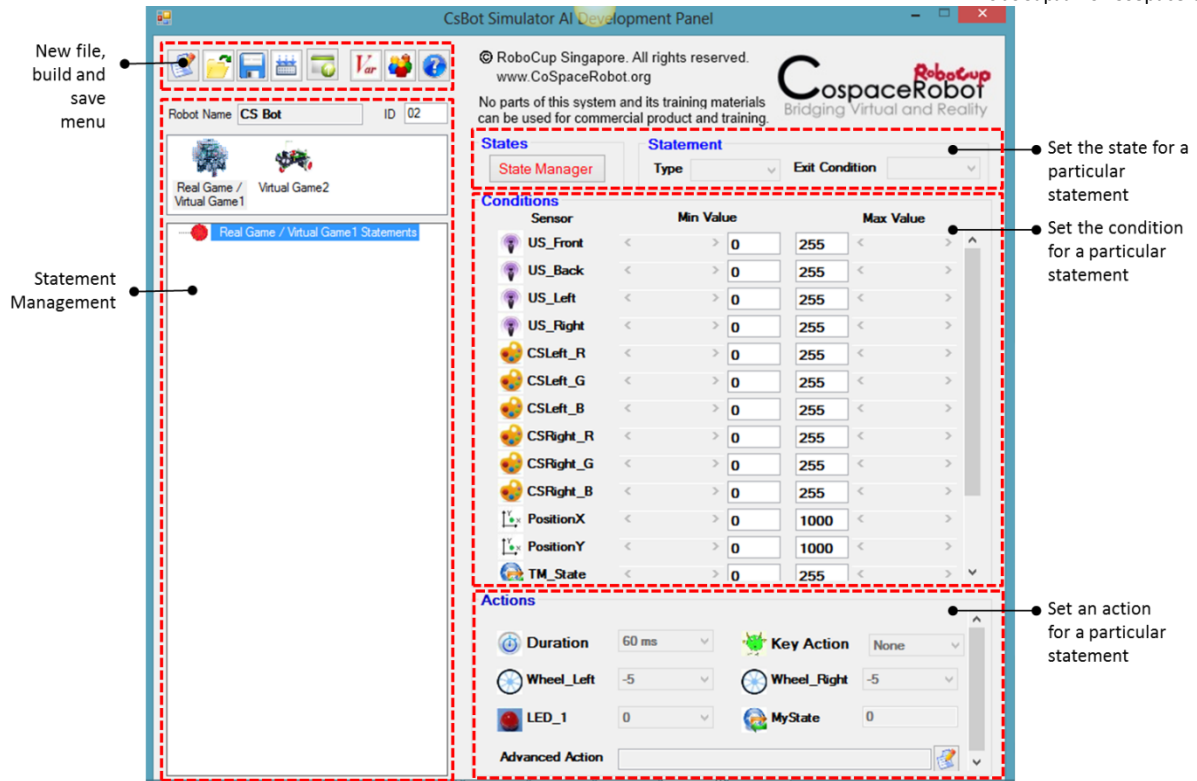 CsBot Simulator AI Development Panel
New file,
build and
save
menu
Var
© RoboCup Singapore. All rights reserved.
www.CoSpaceRobot.org
No parts of this system and its training materials
can be used for commercial product and training.
RoboCup
CospaceRobot
Bridging Virtual and Reality
Robot Name CS Bot ID 02
Real Game /
Virtual Game1
Virtual Game2
Real Game / Virtual Game1 Statements
Statement
Management
States
State Manager
Statement
Type Exit Condition
Set the state for a
particular
statement
Conditions
Sensor Min Value Max Value
US_Front 0 255
US_Back 0 255
US_Left 0 255
US_Right 0 255
CSLeft_R 0 255
CSLeft_G 0 255
CSLeft_B 0 255
CSRight_R 0 255
CSRight_G 0 255
CSRight_B 0 255
PositionX 0 1000
PositionY 0 1000
TM_State 0 255
Set the condition
for a particular
statement
Actions
Duration 60 ms Key Action None
Wheel_Left -5 Wheel_Right -5
LED_1 0 MyState 0
Advanced Action
Set an action
for a particular
statement